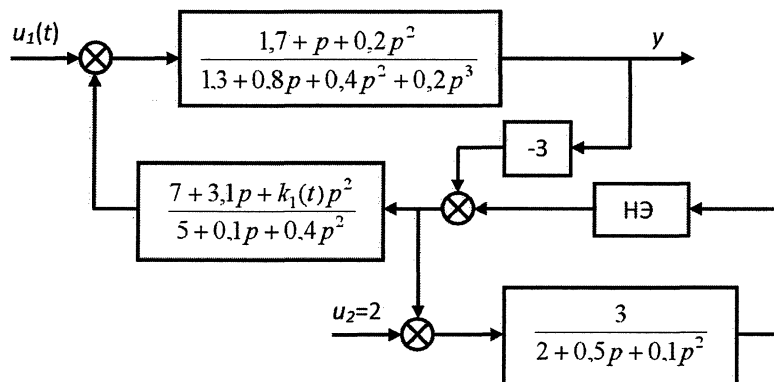 u₁(t)
1,7 + p + 0,2p²
1,3 + 0,8p + 0,4p² + 0,2p³
y
-3
7 + 3,1p + k₁(t)p²
5 + 0,1p + 0,4p²
НЭ
u₂=2
3
2 + 0,5p + 0,1p²